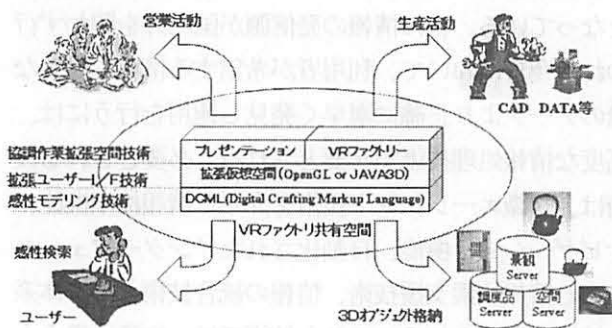 営業活動
生産活動
CAD DATA等
協調作業拡張空間技術
拡張ユーザーI/F技術
感性モデリング技術
プレゼンテーション
VRファクトリー
拡張仮想空間(OpenGL or JAVA3D)
DCML(Digital Crafting Markup Language)
VRファクトリ共有空間
感性検索
ユーザー
景観
Server
調度品
Server
空間
Server
3Dオブジェクト格納